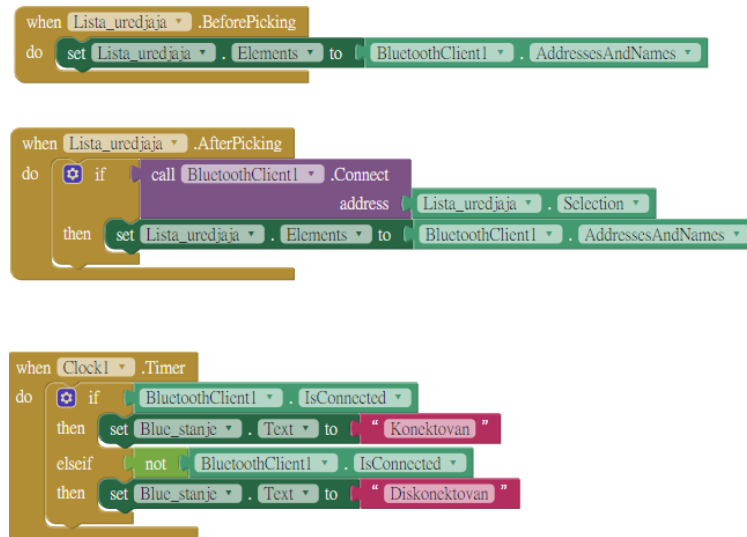 when Lista_uredjaja .BeforePicking
do set Lista_uredjaja . Elements to BluetoothClient1 . AddressesAndNames
when Lista_uredjaja .AfterPicking
do if call BluetoothClient1 .Connect
address Lista_uredjaja . Selection
then set Lista_uredjaja . Elements to BluetoothClient1 . AddressesAndNames
when Clock1 .Timer
do if BluetoothClient1 . IsConnected
then set Blue_stanje . Text to “ Konektovan ”
elseif not BluetoothClient1 . IsConnected
then set Blue_stanje . Text to “ Diskonektovan ”